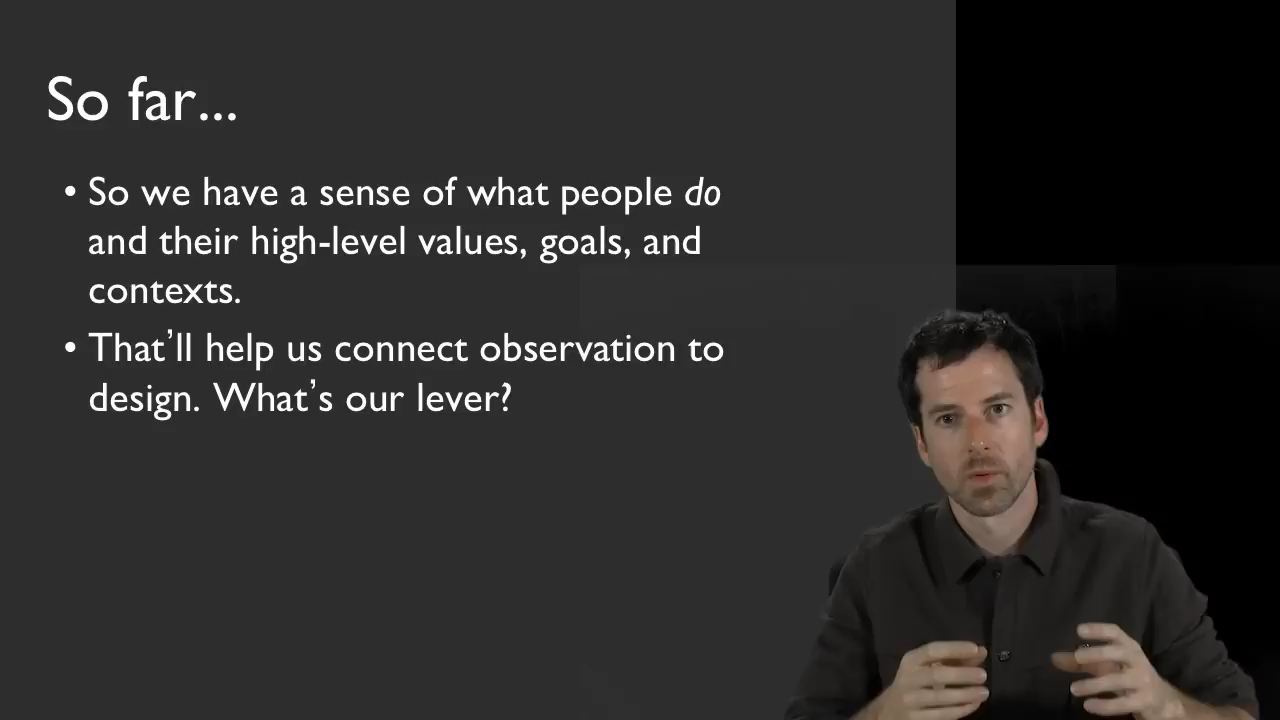 So far...
• So we have a sense of what people do
and their high-level values, goals, and
contexts.
• That’ll help us connect observation to
design. What’s our lever?